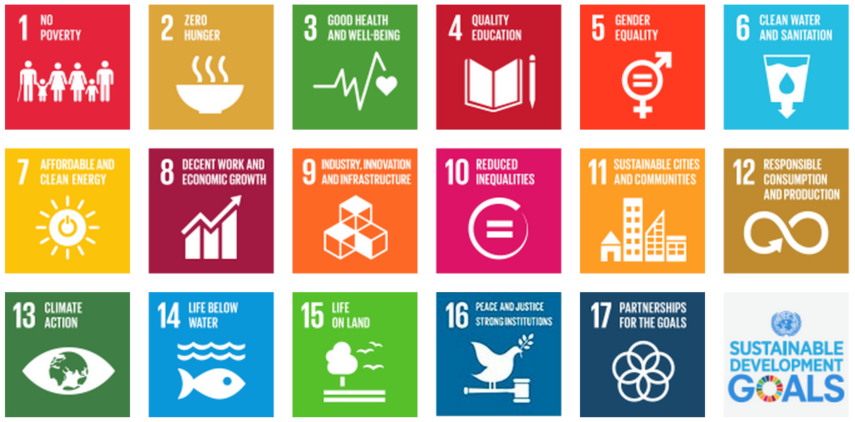 1 NO
POVERTY
2 ZERO
HUNGER
3 GOOD HEALTH
AND WELL-BEING
4 QUALITY
EDUCATION
5 GENDER
EQUALITY
6 CLEAN WATER
AND SANITATION
7 AFFORDABLE AND
CLEAN ENERGY
8 DECENT WORK AND
ECONOMIC GROWTH
9 INDUSTRY, INNOVATION
AND INFRASTRUCTURE
10 REDUCED
INEQUALITIES
11 SUSTAINABLE CITIES
AND COMMUNITIES
12 RESPONSIBLE
CONSUMPTION
AND PRODUCTION
13 CLIMATE
ACTION
14 LIFE BELOW
WATER
15 LIFE
ON LAND
16 PEACE AND JUSTICE
STRONG INSTITUTIONS
17 PARTNERSHIPS
FOR THE GOALS
SUSTAINABLE
DEVELOPMENT
GOALS